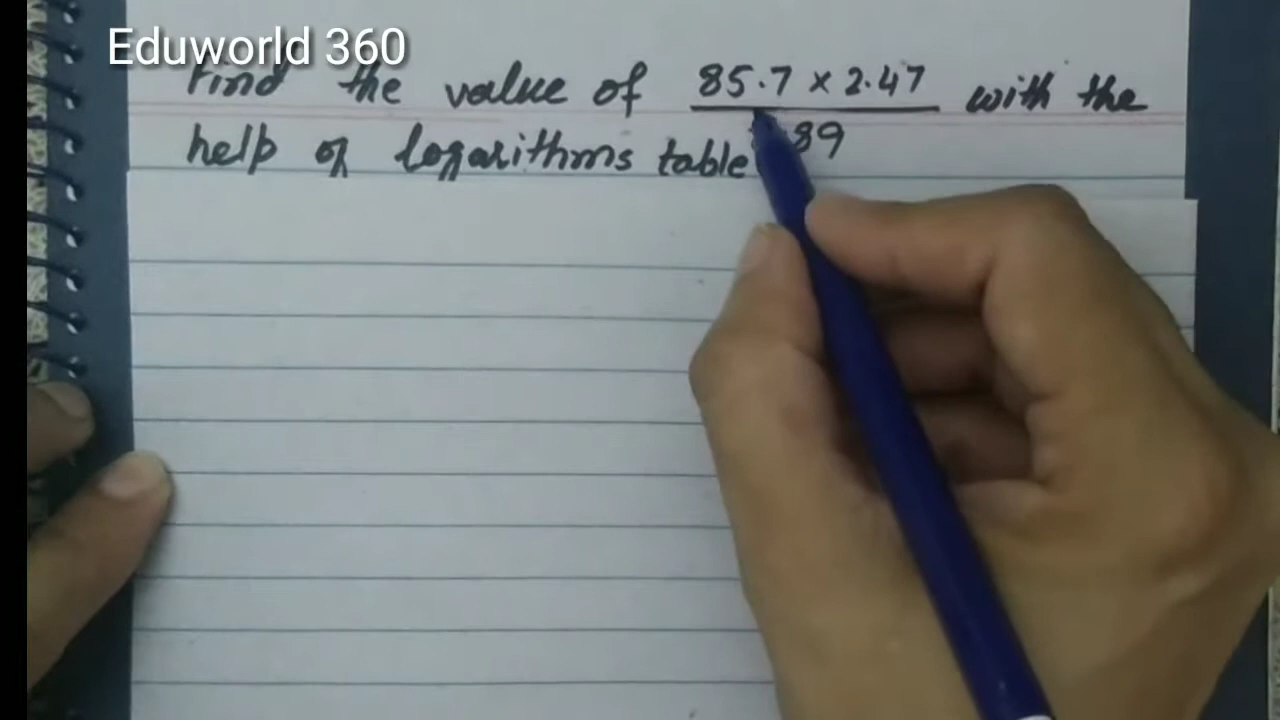 Eduworld 360
Find the value of 85.7 × 2.47 with the
89
help of logarithms table